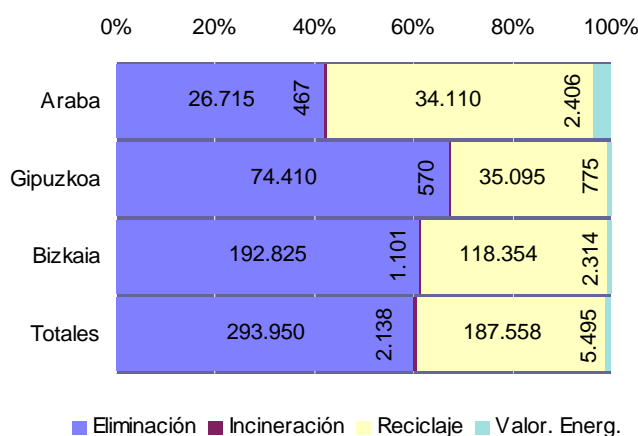 0% 20% 40% 60% 80% 100%
Araba 26.715 467 34.110 2.406
Gipuzkoa 74.410 570 35.095 775
Bizkaia 192.825 1.101 118.354 2.314
Totales 293.950 2.138 187.558 5.495
Eliminación Incineración Reciclaje Valor. Energ.